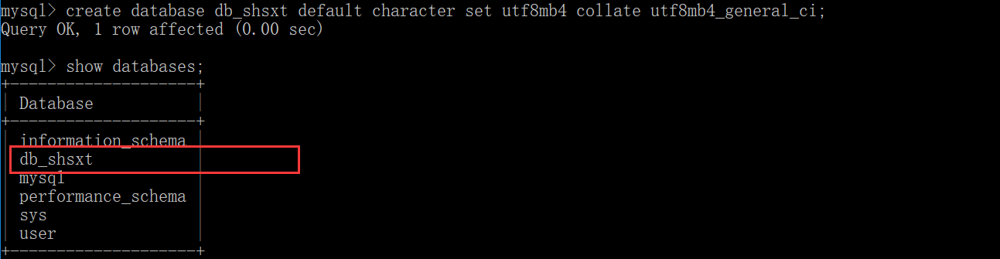 mysql> create database db_shsxt default character set utf8mb4 collate utf8mb4_general_ci;
Query OK, 1 row affected (0.00 sec)
mysql> show databases;
+--------------------+
| Database           |
+--------------------+
| information_schema |
| db_shsxt           |
| mysql              |
| performance_schema |
| sys                |
| user               |
+--------------------+